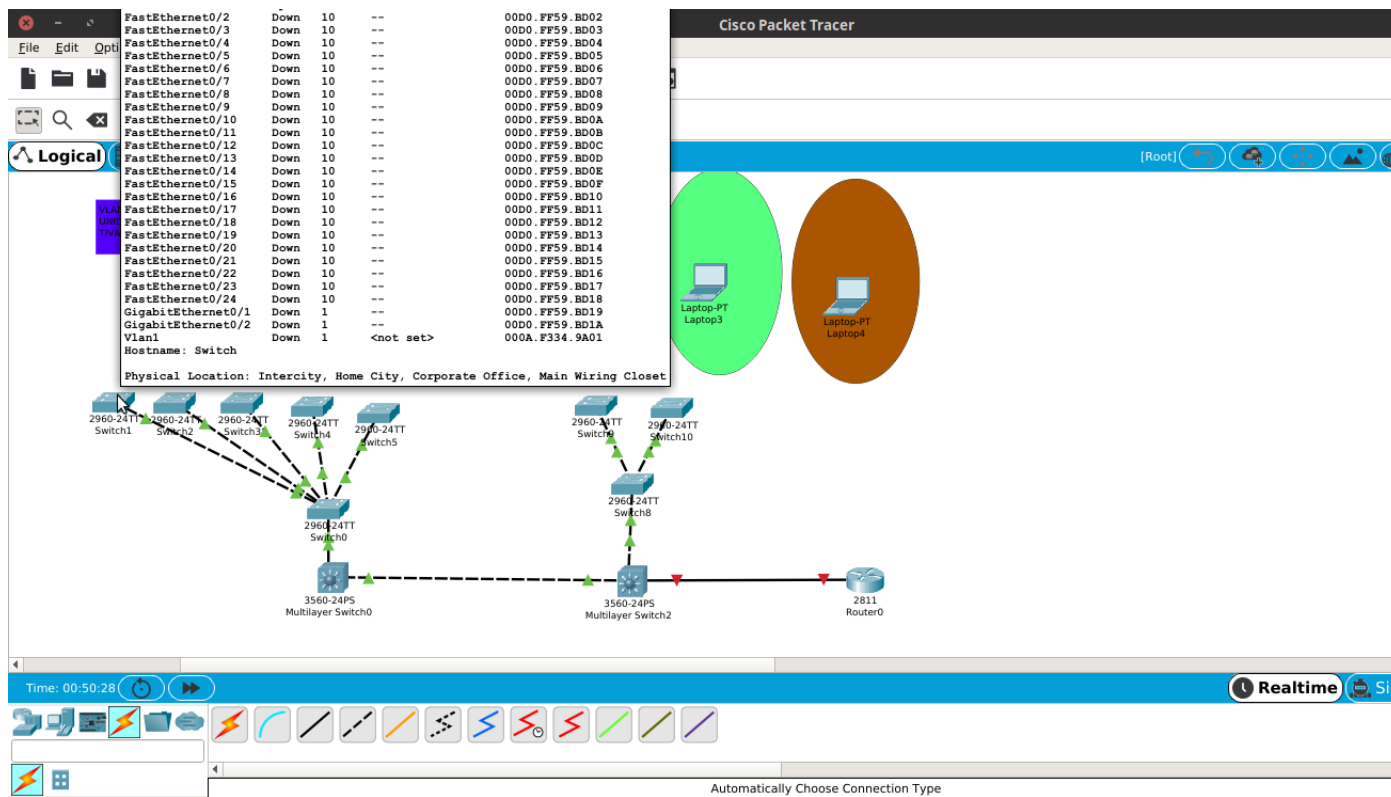 Cisco Packet Tracer
File Edit Opti
FastEthernet0/2 Down 10 -- 00D0.FF59.BD02
FastEthernet0/3 Down 10 -- 00D0.FF59.BD03
FastEthernet0/4 Down 10 -- 00D0.FF59.BD04
FastEthernet0/5 Down 10 -- 00D0.FF59.BD05
FastEthernet0/6 Down 10 -- 00D0.FF59.BD06
FastEthernet0/7 Down 10 -- 00D0.FF59.BD07
FastEthernet0/8 Down 10 -- 00D0.FF59.BD08
FastEthernet0/9 Down 10 -- 00D0.FF59.BD09
FastEthernet0/10 Down 10 -- 00D0.FF59.BD0A
FastEthernet0/11 Down 10 -- 00D0.FF59.BD0B
FastEthernet0/12 Down 10 -- 00D0.FF59.BD0C
FastEthernet0/13 Down 10 -- 00D0.FF59.BD0D
FastEthernet0/14 Down 10 -- 00D0.FF59.BD0E
FastEthernet0/15 Down 10 -- 00D0.FF59.BD0F
FastEthernet0/16 Down 10 -- 00D0.FF59.BD10
FastEthernet0/17 Down 10 -- 00D0.FF59.BD11
FastEthernet0/18 Down 10 -- 00D0.FF59.BD12
FastEthernet0/19 Down 10 -- 00D0.FF59.BD13
FastEthernet0/20 Down 10 -- 00D0.FF59.BD14
FastEthernet0/21 Down 10 -- 00D0.FF59.BD15
FastEthernet0/22 Down 10 -- 00D0.FF59.BD16
FastEthernet0/23 Down 10 -- 00D0.FF59.BD17
FastEthernet0/24 Down 10 -- 00D0.FF59.BD18
GigabitEthernet0/1 Down 1 -- 00D0.FF59.BD19
GigabitEthernet0/2 Down 1 -- 00D0.FF59.BD1A
Vlan1 Down 1 <not set> 000A.F334.9A01
Hostname: Switch
Physical Location: Intercity, Home City, Corporate Office, Main Wiring Closet
Logical
[Root]
Laptop-PT
Laptop3
Laptop-PT
Laptop4
2960-24TT
Switch1
2960-24TT
Switch2
2960-24TT
Switch3
2960-24TT
Switch4
2960-24TT
Switch5
2960-24TT
Switch9
2960-24TT
Switch10
2960-24TT
Switch8
2960-24TT
Switch0
3560-24PS
Multilayer Switch0
3560-24PS
Multilayer Switch2
2811
Router0
Time: 00:50:28
Realtime
Si
Automatically Choose Connection Type